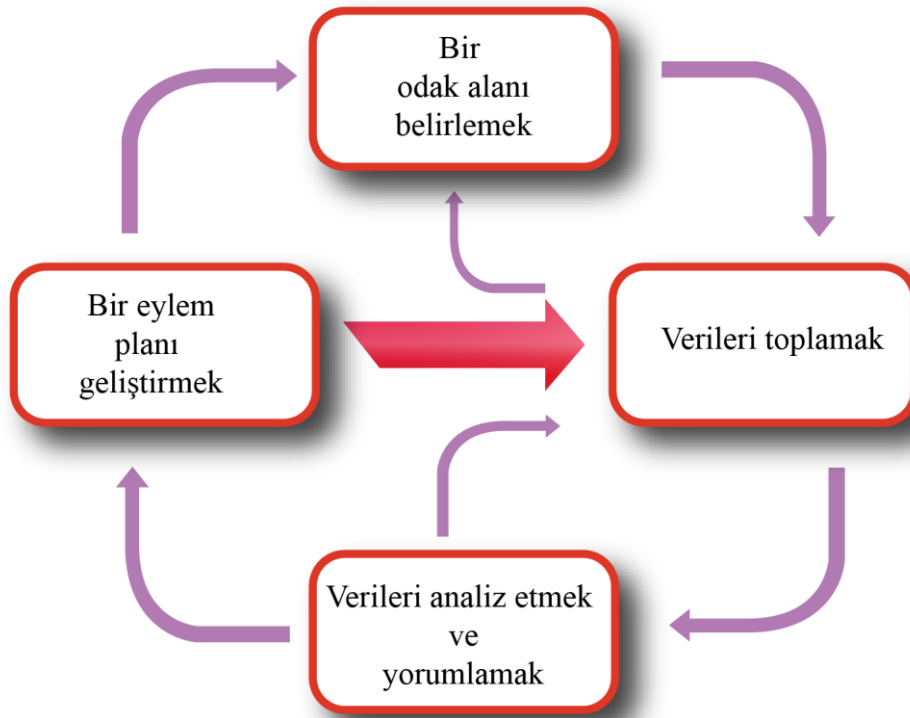 Bir
odak alanı
belirlemek
Bir eylem
planı
geliştirmek
Verileri toplamak
Verileri analiz etmek
ve
yorumlamak